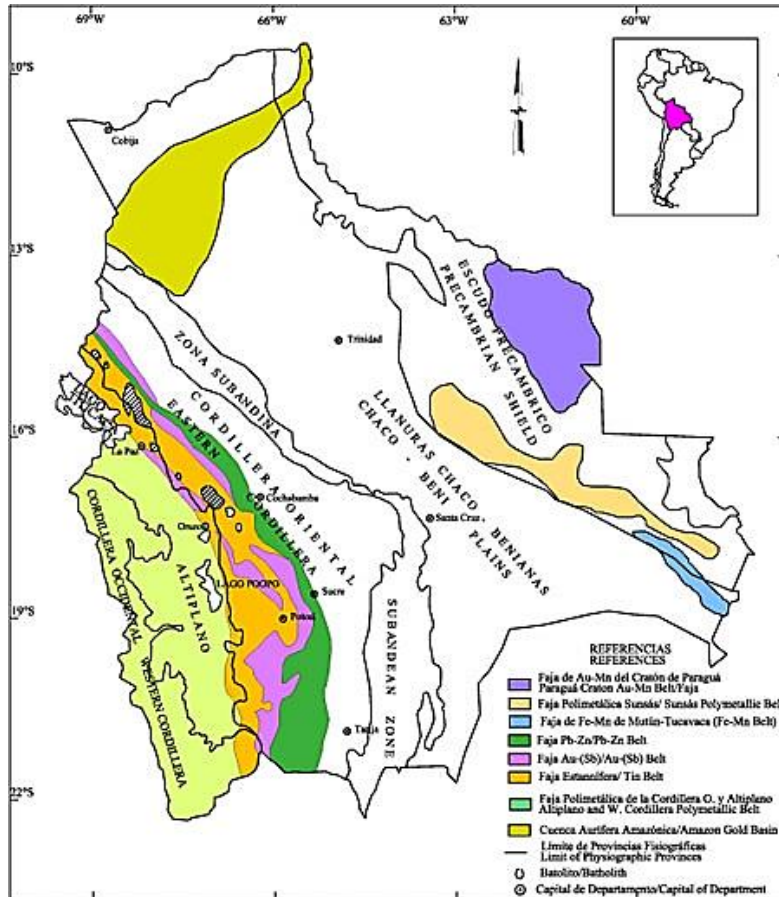 69°W
66°W
63°W
60°W
10°S
13°S
16°S
19°S
22°S
Cobija
Trinidad
ESCUDO PRECAMBRICO
PRECAMBRIAN SHIELD
ZONA SUBANDINA
CORDILLERA ORIENTAL
EASTERN CORDILLERA
LLANURAS CHACO - BENIANAS
CHACO - BENI PLAINS
LAGO
La Paz
Cochabamba
Santa Cruz
Oruro
CORDILLERA OCCIDENTAL
WESTERN CORDILLERA
ALTIPLANO
LAGO POOPO
Sucre
Potosí
SUBANDEAN ZONE
Tarija
REFERENCIAS
REFERENCES
Faja de Au-Mn del Cratón de Paraguá
Paraguá Craton Au-Mn Belt/Faja
Faja Polimetálica Sunsás/ Sunsás Polymetallic Bel
Faja de Fe-Mn de Mutún-Tucavaca (Fe-Mn Belt)
Faja Pb-Zn/Pb-Zn Belt
Faja Au-(Sb)/Au-(Sb) Belt
Faja Estannífera/ Tin Belt
Faja Polimetálica de la Cordillera O. y Altiplano
Altiplano and W. Cordillera Polymetallic Belt
Cuenca Aurífera Amazónica/Amazon Gold Basin
Límite de Provincias Fisiográficas
Limit of Physiographic Provinces
Batolito/Batholith
Capital de Departamento/Capital of Department